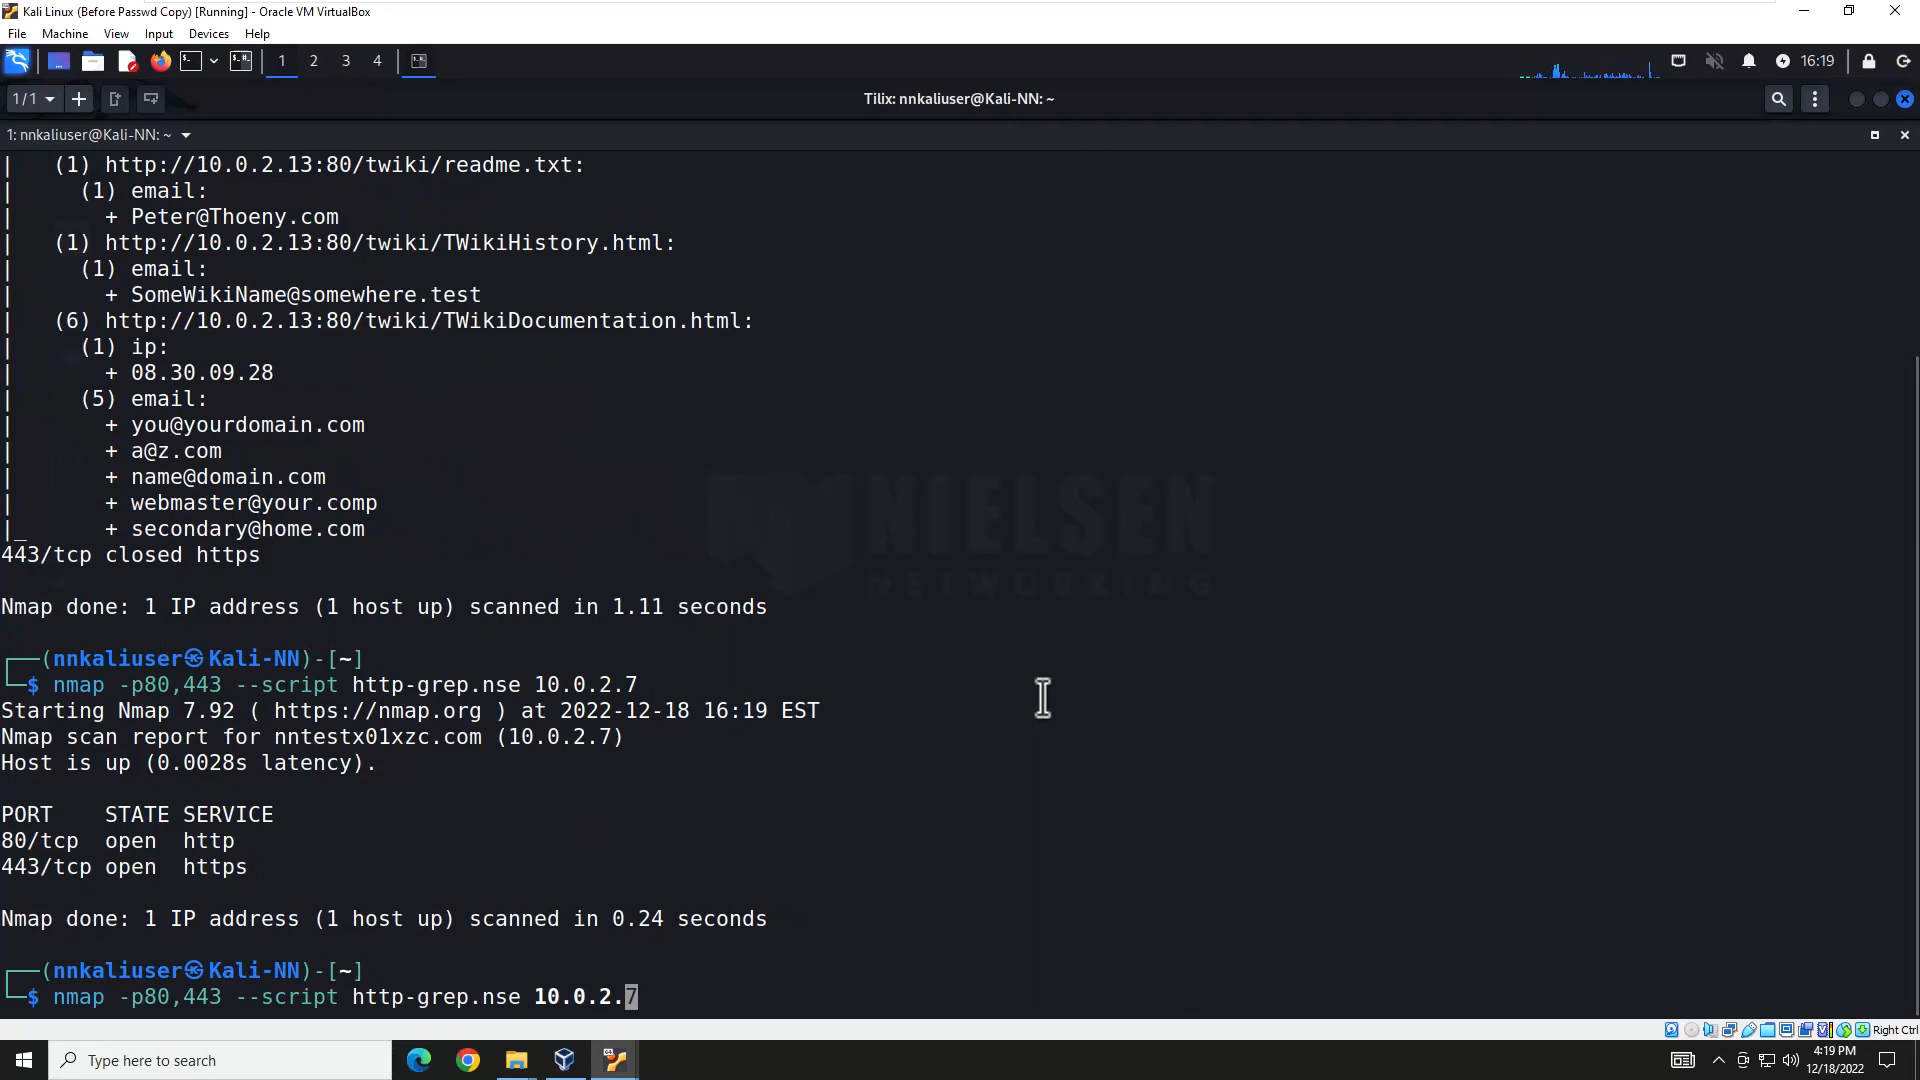 Kali Linux (Before Passwd Copy) [Running] - Oracle VM VirtualBox
File Machine View Input Devices Help
1 2 3 4 16:19
1/1 Tilix: nnkaliuser@Kali-NN: ~
1: nnkaliuser@Kali-NN: ~
| (1) http://10.0.2.13:80/twiki/readme.txt:
| (1) email:
| + Peter@Thoeny.com
| (1) http://10.0.2.13:80/twiki/TWikiHistory.html:
| (1) email:
| + SomeWikiName@somewhere.test
| (6) http://10.0.2.13:80/twiki/TWikiDocumentation.html:
| (1) ip:
| + 08.30.09.28
| (5) email:
| + you@yourdomain.com
| + a@z.com
| + name@domain.com
| + webmaster@your.comp
|_ + secondary@home.com
443/tcp closed https
NIELSEN
NETWORKING
Nmap done: 1 IP address (1 host up) scanned in 1.11 seconds
(nnkaliuser㉿Kali-NN)-[~]
$ nmap -p80,443 --script http-grep.nse 10.0.2.7
Starting Nmap 7.92 ( https://nmap.org ) at 2022-12-18 16:19 EST
Nmap scan report for nntestx01xzc.com (10.0.2.7)
Host is up (0.0028s latency).
PORT STATE SERVICE
80/tcp open http
443/tcp open https
Nmap done: 1 IP address (1 host up) scanned in 0.24 seconds
(nnkaliuser㉿Kali-NN)-[~]
$ nmap -p80,443 --script http-grep.nse 10.0.2.7
Right Ctrl
Type here to search
4:19 PM
12/18/2022